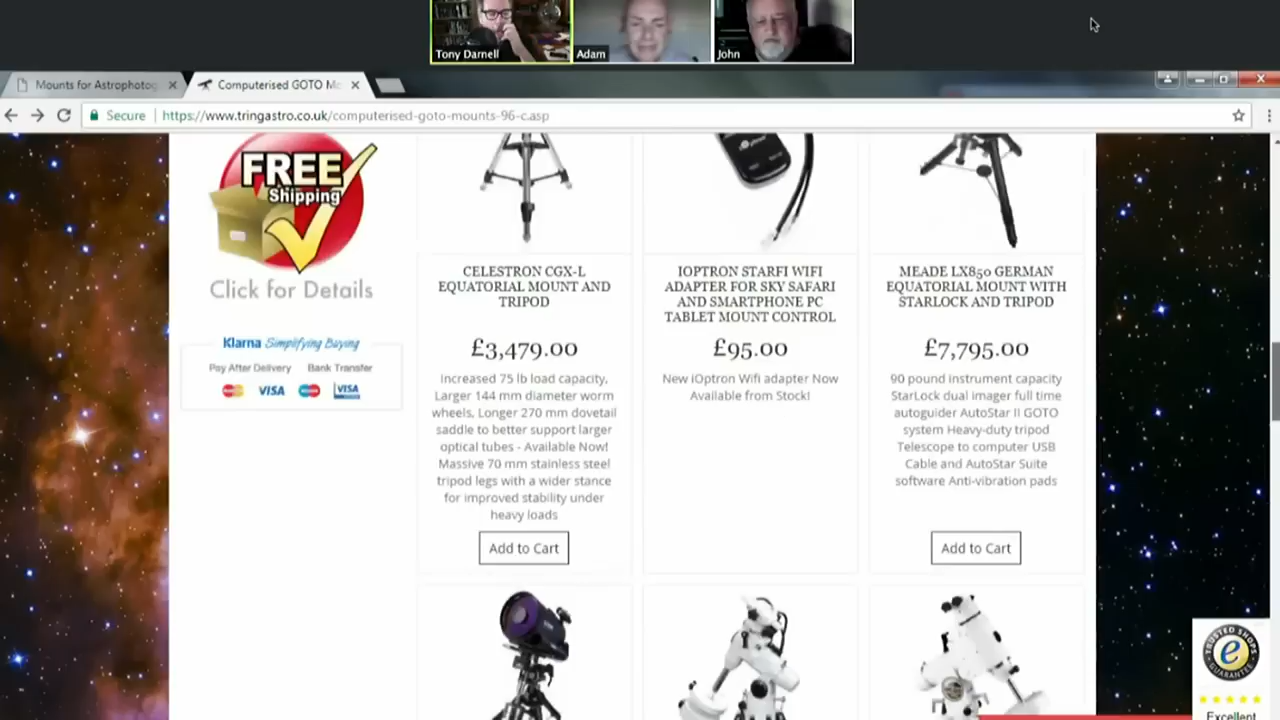 Tony Darnell
Adam
John
Mounts for Astrophotog
Computerised GOTO Mo
Secure
https://www.tringastro.co.uk/computerised-goto-mounts-96-c.asp
FREE
Shipping
Click for Details
Klarna Simplifying Buying
Pay After Delivery Bank Transfer
VISA
VISA
CELESTRON CGX-L
EQUATORIAL MOUNT AND
TRIPOD
£3,479.00
Increased 75 lb load capacity,
Larger 144 mm diameter worm
wheels, Longer 270 mm dovetail
saddle to better support larger
optical tubes - Available Now!
Massive 70 mm stainless steel
tripod legs with a wider stance
for improved stability under
heavy loads
Add to Cart
IOPTRON STARFI WIFI
ADAPTER FOR SKY SAFARI
AND SMARTPHONE PC
TABLET MOUNT CONTROL
£95.00
New iOptron Wifi adapter Now
Available from Stock!
MEADE LX850 GERMAN
EQUATORIAL MOUNT WITH
STARLOCK AND TRIPOD
£7,795.00
90 pound instrument capacity
StarLock dual imager full time
autoguider AutoStar II GOTO
system Heavy-duty tripod
Telescope to computer USB
Cable and AutoStar Suite
software Anti-vibration pads
Add to Cart
TRUSTED SHOPS
e
GUARANTEE
Excellent